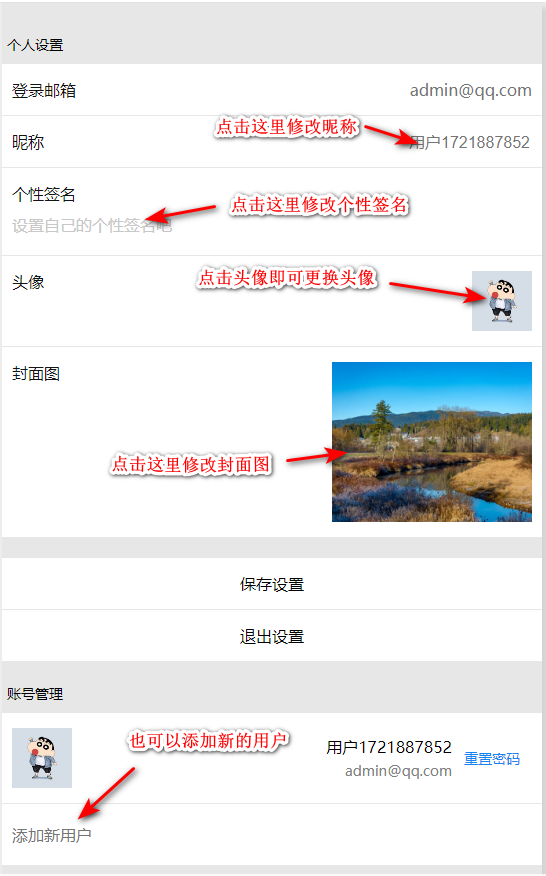 个人设置
登录邮箱
admin@qq.com
点击这里修改昵称
昵称
用户1721887852
个性签名
点击这里修改个性签名
设置自己的个性签名吧
头像
点击头像即可更换头像
封面图
点击这里修改封面图
保存设置
退出设置
账号管理
也可以添加新的用户
用户1721887852
admin@qq.com
重置密码
添加新用户